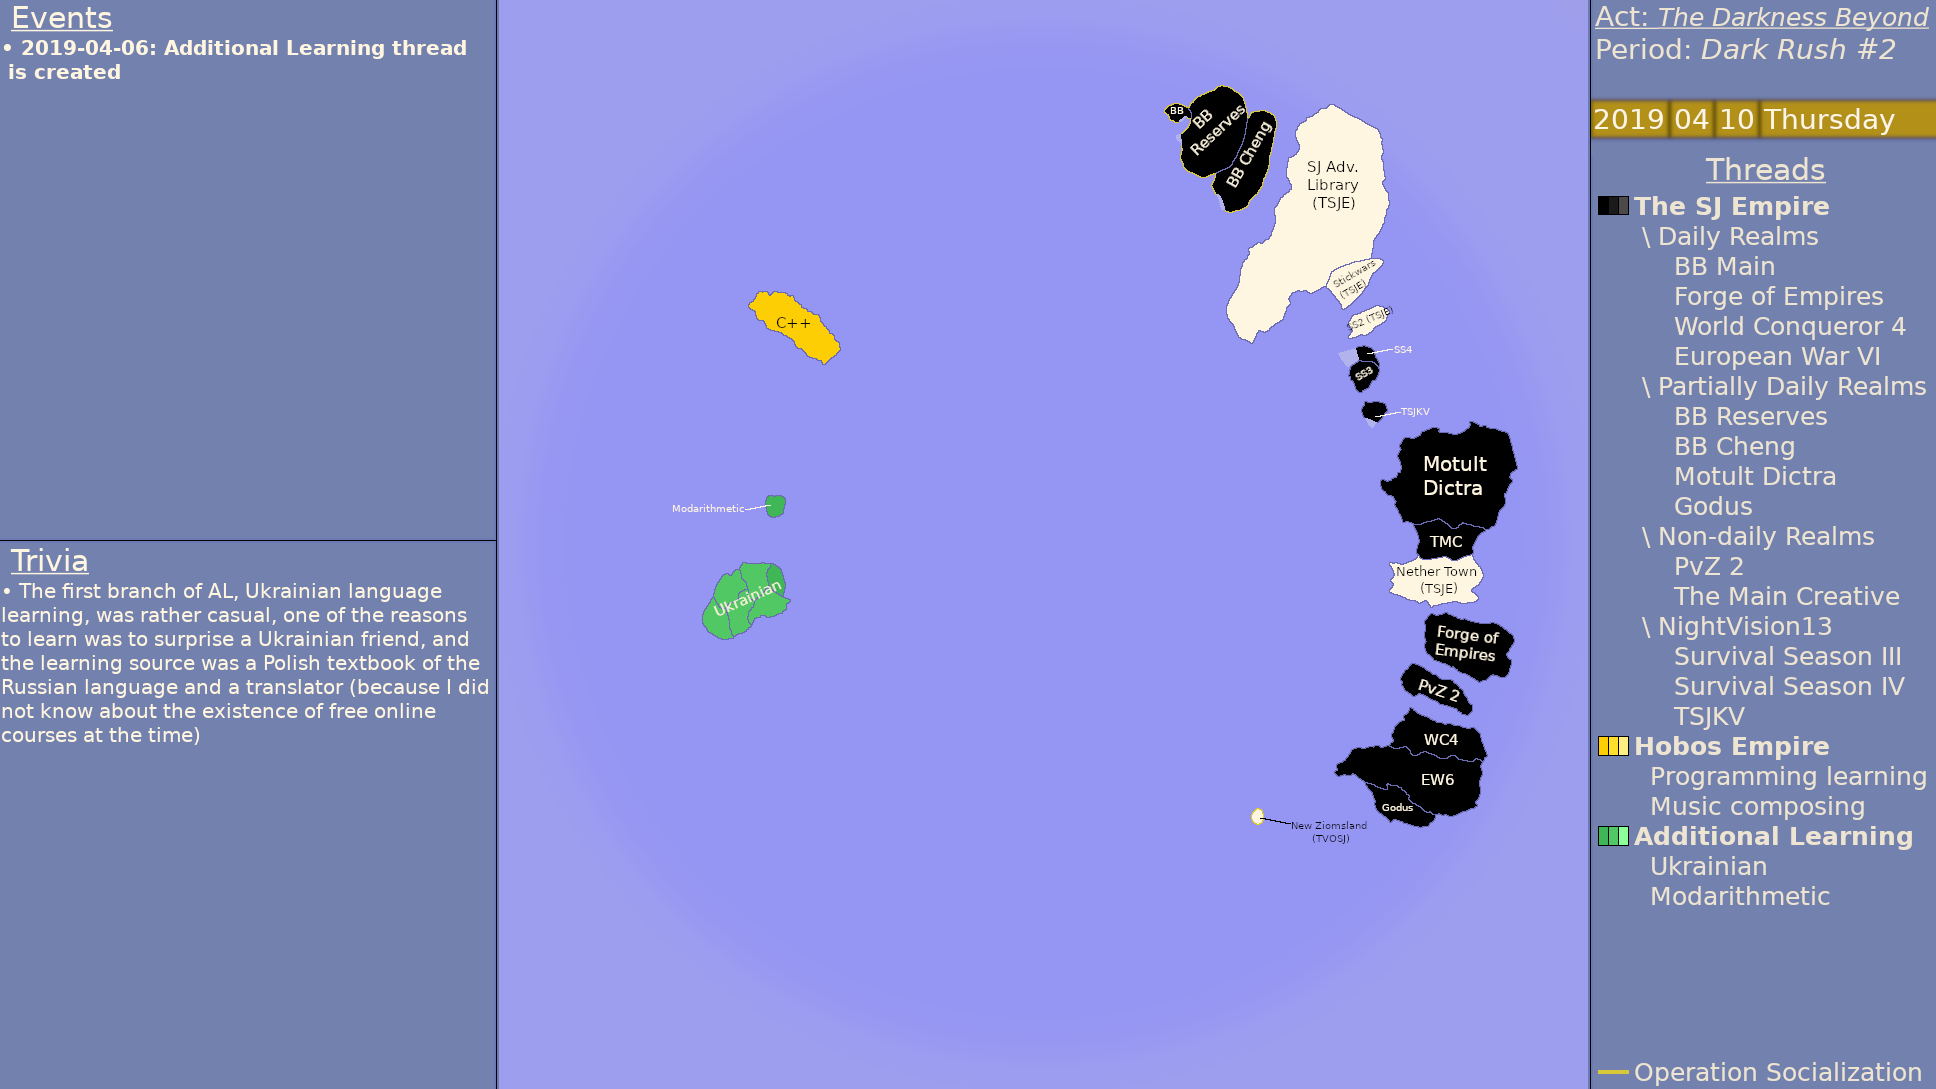 Events
• 2019-04-06: Additional Learning thread
is created
Trivia
• The first branch of AL, Ukrainian language
learning, was rather casual, one of the reasons
to learn was to surprise a Ukrainian friend, and
the learning source was a Polish textbook of the
Russian language and a translator (because I did
not know about the existence of free online
courses at the time)
BB
BB
Reserves
BB Cheng
SJ Adv.
Library
(TSJE)
Stickwars
(TSJE)
SS2 (TSJE)
SS4
SS3
TSJKV
C++
Modarithmetic
Ukrainian
Motult
Dictra
TMC
Nether Town
(TSJE)
Forge of
Empires
PvZ 2
WC4
EW6
Godus
New Ziomsland
(TVOSJ)
Act: The Darkness Beyond
Period: Dark Rush #2
2019 04 10 Thursday
Threads
The SJ Empire
\ Daily Realms
BB Main
Forge of Empires
World Conqueror 4
European War VI
\ Partially Daily Realms
BB Reserves
BB Cheng
Motult Dictra
Godus
\ Non-daily Realms
PvZ 2
The Main Creative
\ NightVision13
Survival Season III
Survival Season IV
TSJKV
Hobos Empire
Programming learning
Music composing
Additional Learning
Ukrainian
Modarithmetic
Operation Socialization